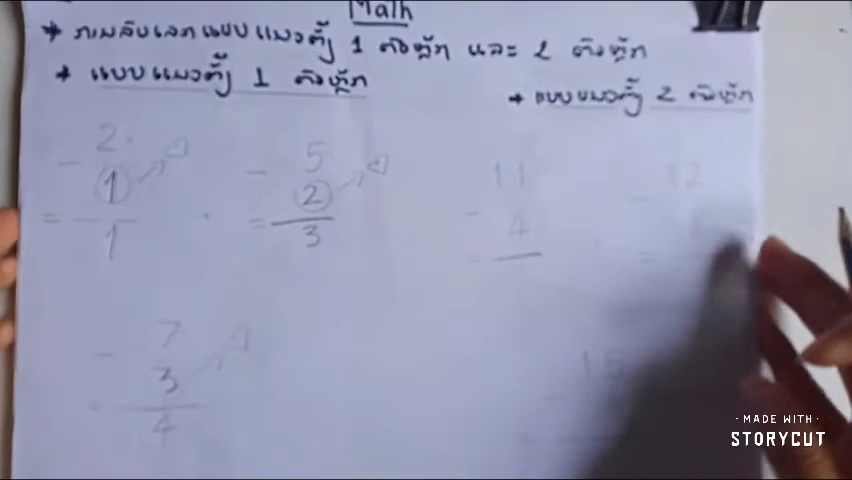 Math
* ການລົບເລກແບບແນວຕັ້ງ 1 ຕົວຫຼັກ ແລະ 2 ຕົວຫຼັກ
* ແບບແນວຕັ້ງ 1 ຕົວຫຼັກ
→ ແບບແນວຕັ້ງ 2 ຕົວຫຼັກ
2
- 1
= 1
5
- 2
= 3
11
- 4
=
12
-
=
7
- 3
= 4
MADE WITH
STORYCUT